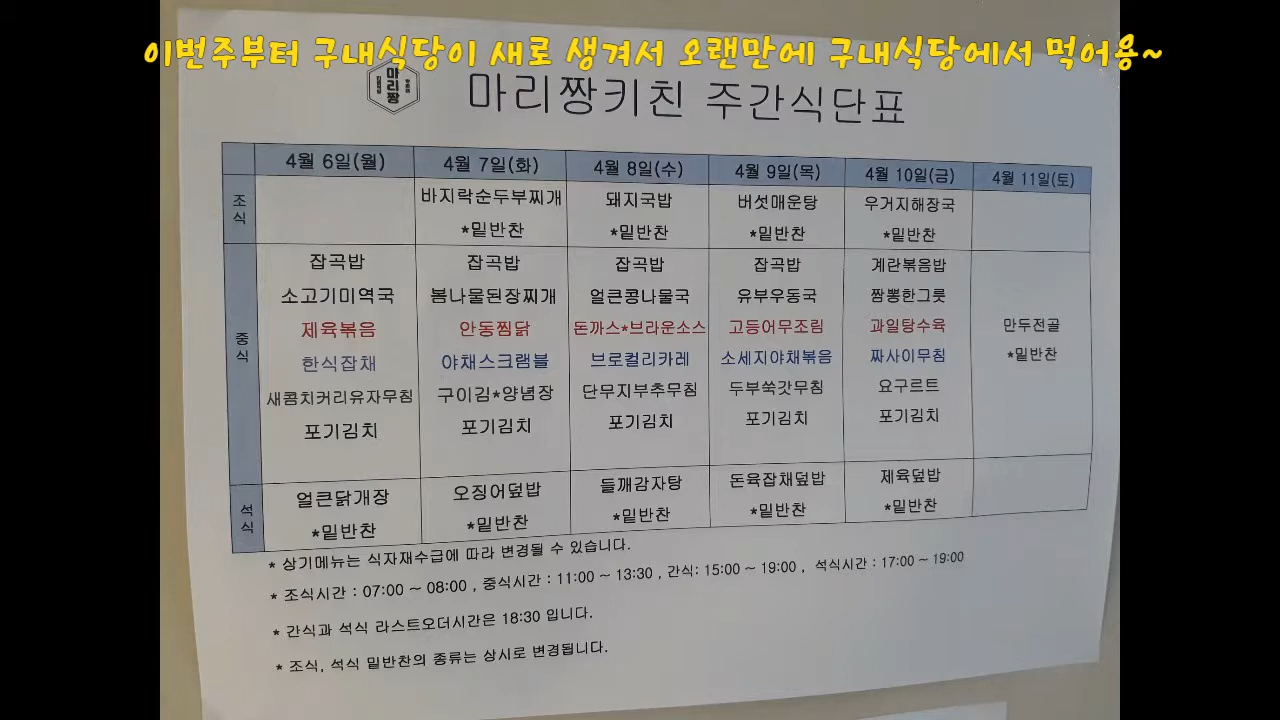 이번주부터 구내식당이 새로 생겨서 오랜만에 구내식당에서 먹어용~
마리짱
마리짱키친 주간식단표
4월 6일(월) 4월 7일(화) 4월 8일(수) 4월 9일(목) 4월 10일(금) 4월 11일(토)
조식
바지락순두부찌개 돼지국밥 버섯매운탕 우거지해장국
*밑반찬 *밑반찬 *밑반찬 *밑반찬
중식
잡곡밥 잡곡밥 잡곡밥 잡곡밥 계란볶음밥
소고기미역국 봄나물된장찌개 얼큰콩나물국 유부우동국 짬뽕한그릇
제육볶음 안동찜닭 돈까스*브라운소스 고등어무조림 과일탕수육 만두전골
한식잡채 야채스크램블 브로컬리카레 소세지야채볶음 짜사이무침 *밑반찬
새콤치커리유자무침 구이김*양념장 단무지부추무침 두부쑥갓무침 요구르트
포기김치 포기김치 포기김치 포기김치 포기김치
석식
얼큰닭개장 오징어덮밥 들깨감자탕 돈육잡채덮밥 제육덮밥
*밑반찬 *밑반찬 *밑반찬 *밑반찬 *밑반찬
* 상기메뉴는 식자재수급에 따라 변경될 수 있습니다.
* 조식시간 : 07:00 ~ 08:00 , 중식시간 : 11:00 ~ 13:30 , 간식: 15:00 ~ 19:00 , 석식시간 : 17:00 ~ 19:00
* 간식과 석식 라스트오더시간은 18:30 입니다.
* 조식, 석식 밑반찬의 종류는 상시로 변경됩니다.